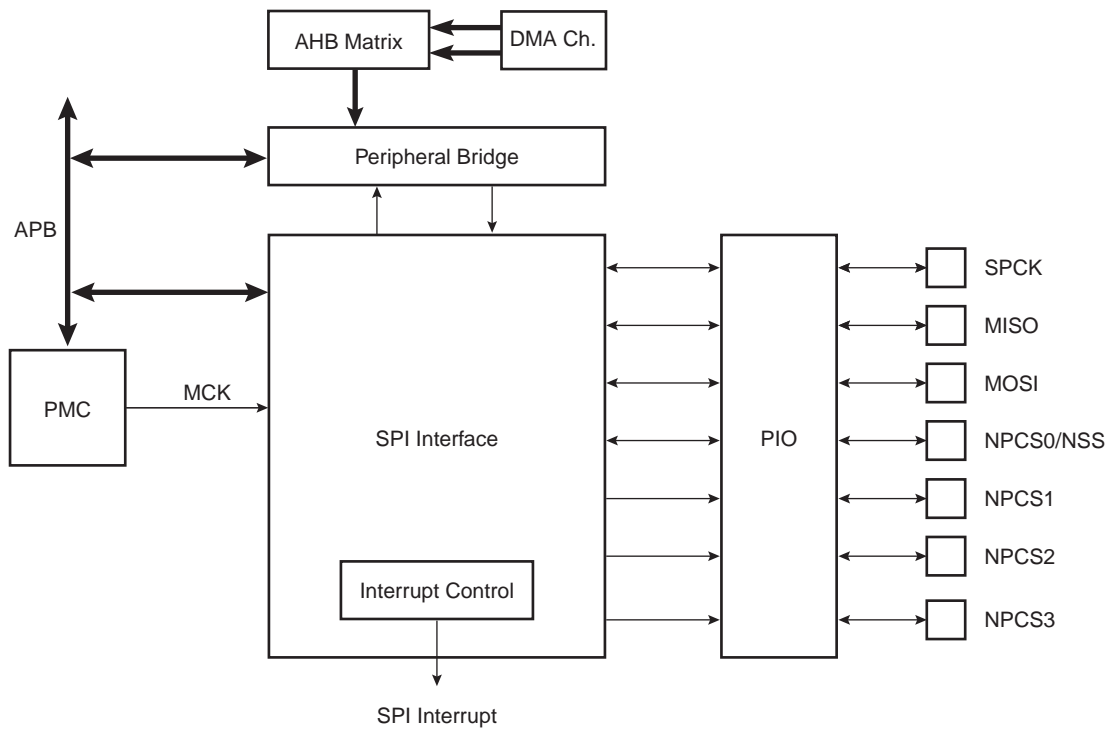 AHB Matrix
DMA Ch.
Peripheral Bridge
APB
SPCK
MISO
MCK
MOSI
PMC
SPI Interface
PIO
NPCS0/NSS
NPCS1
NPCS2
Interrupt Control
NPCS3
SPI Interrupt